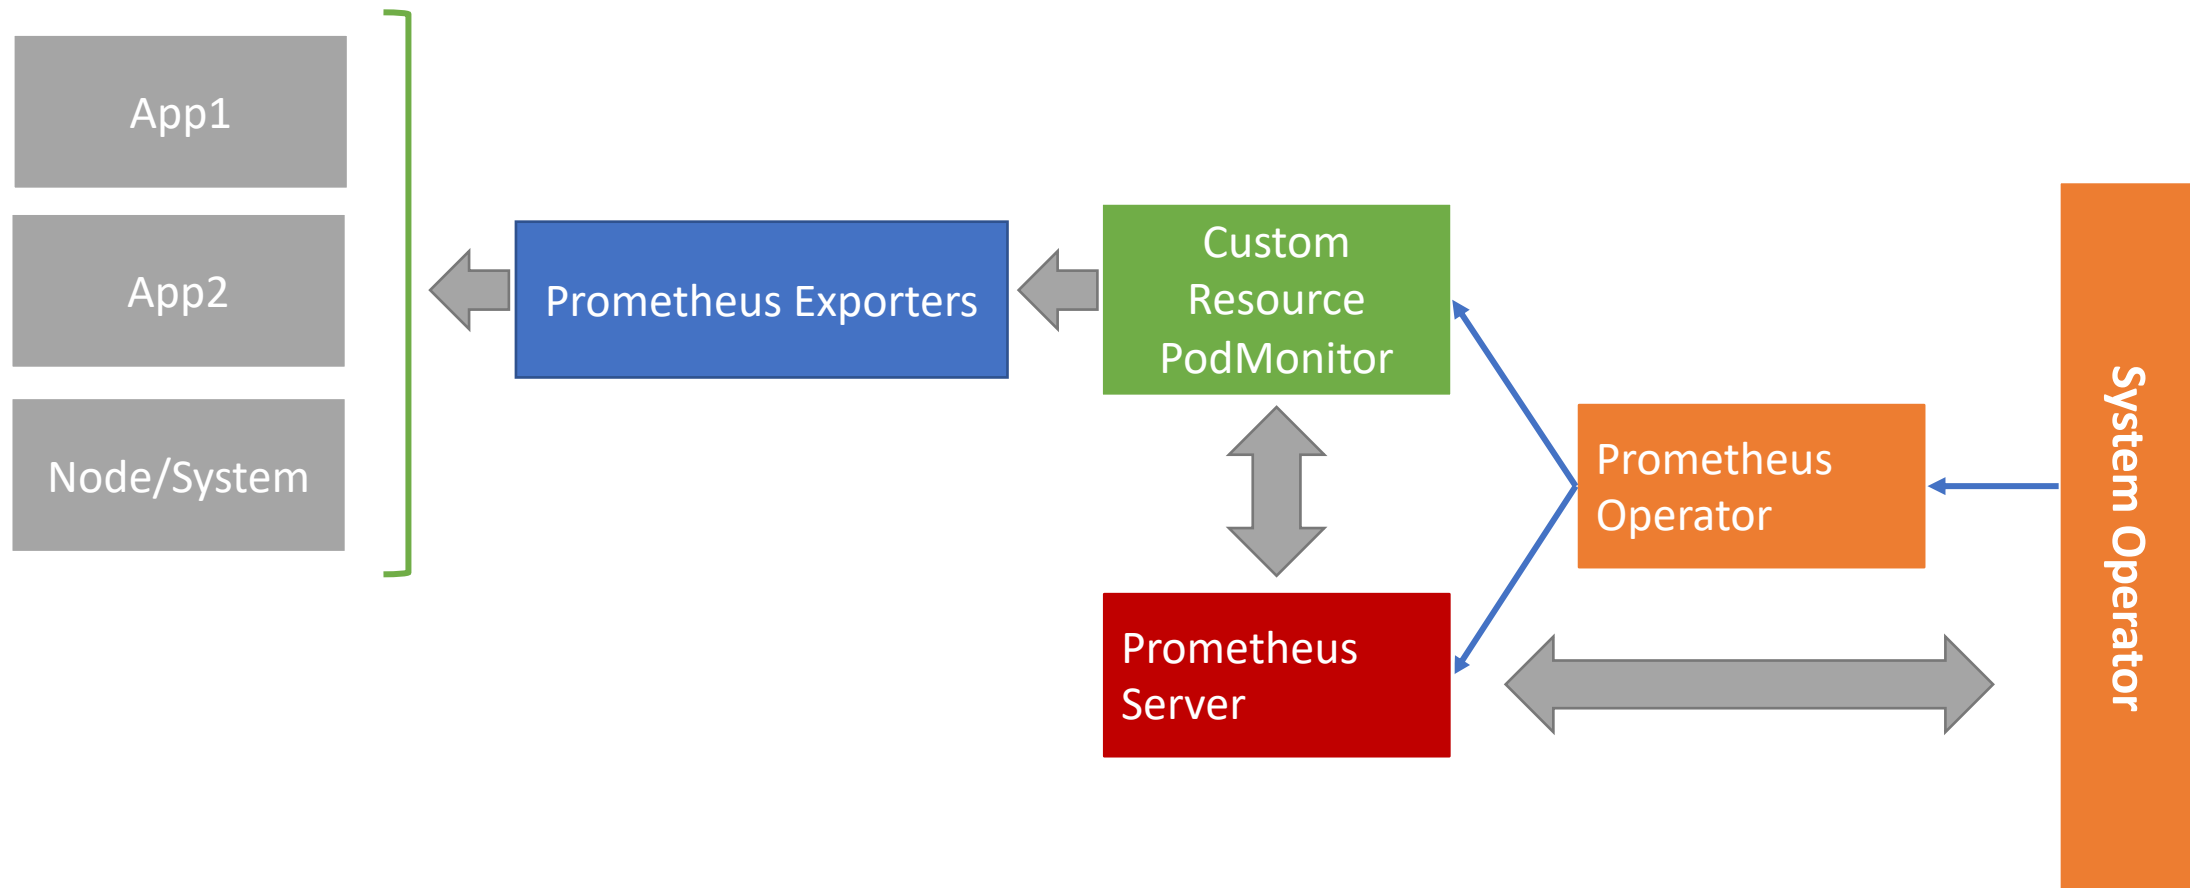 App1
App2
Node/System
Prometheus Exporters
Custom
Resource
PodMonitor
Prometheus
Server
Prometheus
Operator
System Operator